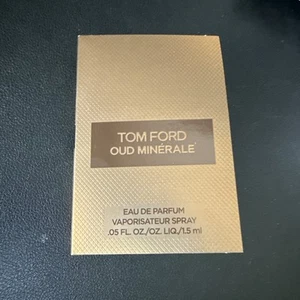 TOM FORD
OUD MINÉRALE
EAU DE PARFUM
VAPORISATEUR SPRAY
.05 FL. OZ./OZ. LIQ./1.5 ml